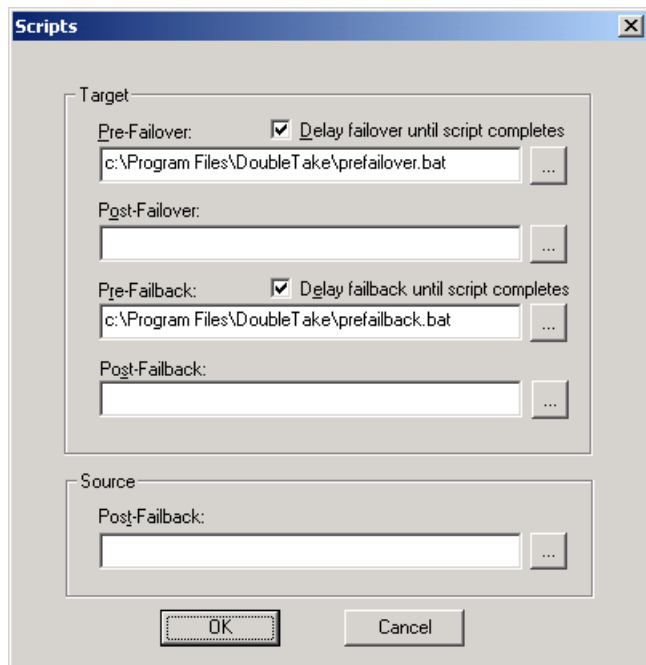 Scripts
Target
Pre-Failover: Delay failover until script completes
c:\Program Files\DoubleTake\prefailover.bat
...
Post-Failover:
...
Pre-Failback: Delay failback until script completes
c:\Program Files\DoubleTake\prefailback.bat
...
Post-Failback:
...
Source
Post-Failback:
...
OK Cancel